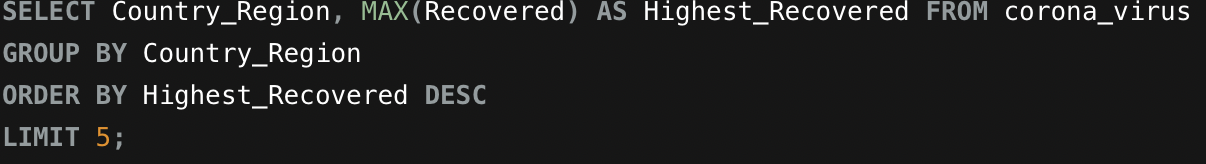 SELECT Country_Region, MAX(Recovered) AS Highest_Recovered FROM corona_virus
GROUP BY Country_Region
ORDER BY Highest_Recovered DESC
LIMIT 5;